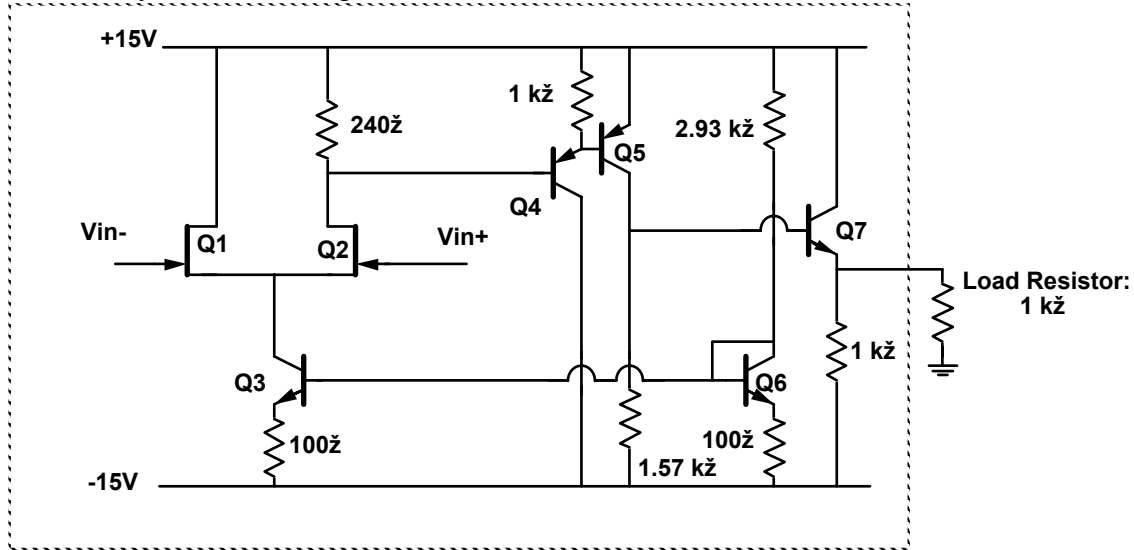 +15V
1 kž
240ž
2.93 kž
Q5
Q4
Vin-
Q1
Q2
Vin+
Q7
Load Resistor:
1 kž
1 kž
Q3
Q6
100ž
100ž
1.57 kž
-15V